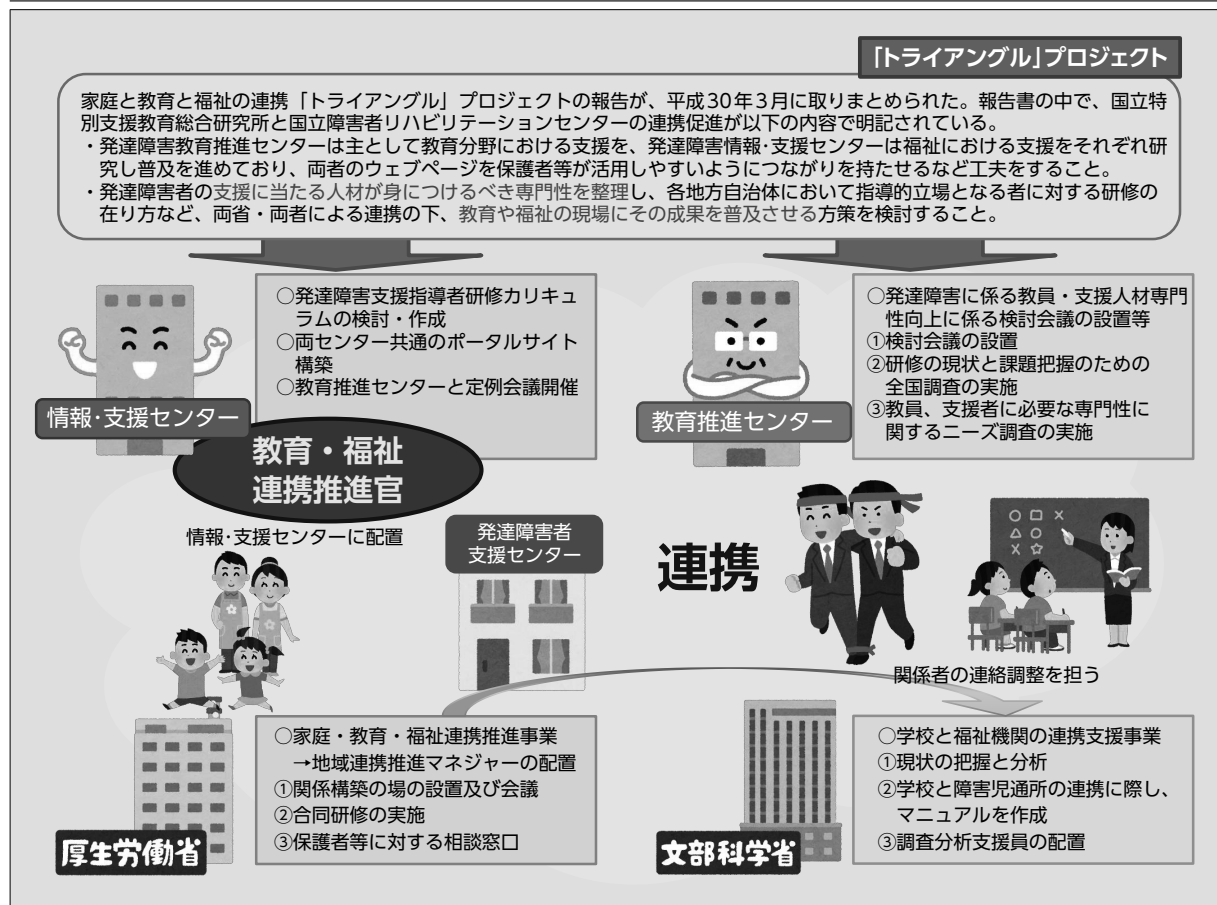 「トライアングル」プロジェクト
家庭と教育と福祉の連携「トライアングル」プロジェクトの報告が、平成30年3月に取りまとめられた。報告書の中で、国立特
別支援教育総合研究所と国立障害者リハビリテーションセンターの連携促進が以下の内容で明記されている。
・発達障害教育推進センターは主として教育分野における支援を、発達障害情報・支援センターは福祉における支援をそれぞれ研
究し普及を進めており、両者のウェブページを保護者等が活用しやすいようにつながりを持たせるなど工夫をすること。
・発達障害者の支援に当たる人材が身につけるべき専門性を整理し、各地方自治体において指導的立場となる者に対する研修の
在り方など、両省・両者による連携の下、教育や福祉の現場にその成果を普及させる方策を検討すること。
情報・支援センター
○発達障害支援指導者研修カリキュ
ラムの検討・作成
○両センター共通のポータルサイト
構築
○教育推進センターと定例会議開催
教育推進センター
○発達障害に係る教員・支援人材専門
性向上に係る検討会議の設置等
①検討会議の設置
②研修の現状と課題把握のための
全国調査の実施
③教員、支援者に必要な専門性に
関するニーズ調査の実施
教育・福祉
連携推進官
情報・支援センターに配置
発達障害者
支援センター
連携
関係者の連絡調整を担う
厚生労働省
○家庭・教育・福祉連携推進事業
→地域連携推進マネジャーの配置
①関係構築の場の設置及び会議
②合同研修の実施
③保護者等に対する相談窓口
文部科学省
○学校と福祉機関の連携支援事業
①現状の把握と分析
②学校と障害児通所の連携に際し、
マニュアルを作成
③調査分析支援員の配置